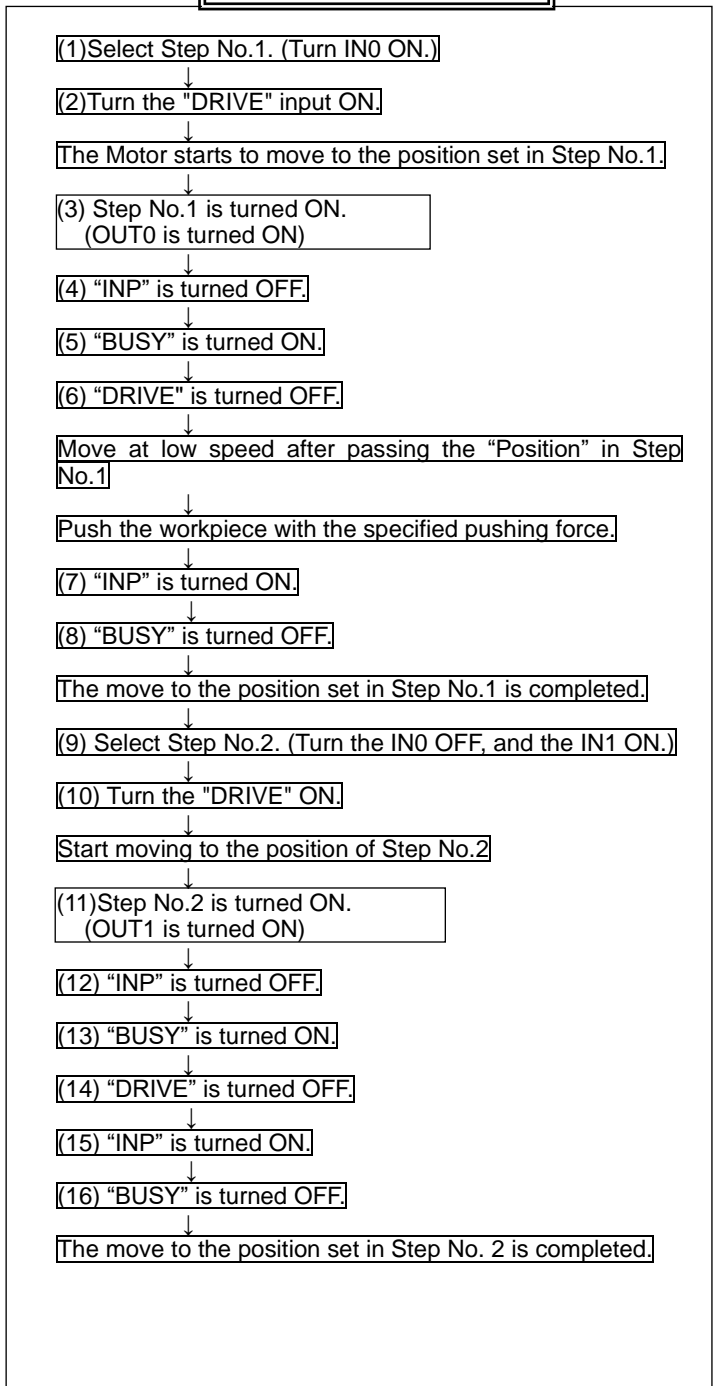 (1)Select Step No.1. (Turn IN0 ON.)
↓
(2)Turn the "DRIVE" input ON.
↓
The Motor starts to move to the position set in Step No.1.
↓
(3) Step No.1 is turned ON.
(OUT0 is turned ON)
↓
(4) “INP” is turned OFF.
↓
(5) “BUSY” is turned ON.
↓
(6) “DRIVE" is turned OFF.
↓
Move at low speed after passing the “Position” in Step
No.1
↓
Push the workpiece with the specified pushing force.
↓
(7) “INP” is turned ON.
↓
(8) “BUSY” is turned OFF.
↓
The move to the position set in Step No.1 is completed.
↓
(9) Select Step No.2. (Turn the IN0 OFF, and the IN1 ON.)
↓
(10) Turn the "DRIVE" ON.
↓
Start moving to the position of Step No.2
↓
(11)Step No.2 is turned ON.
(OUT1 is turned ON)
↓
(12) “INP” is turned OFF.
↓
(13) “BUSY” is turned ON.
↓
(14) “DRIVE” is turned OFF.
↓
(15) “INP” is turned ON.
↓
(16) “BUSY” is turned OFF.
↓
The move to the position set in Step No. 2 is completed.